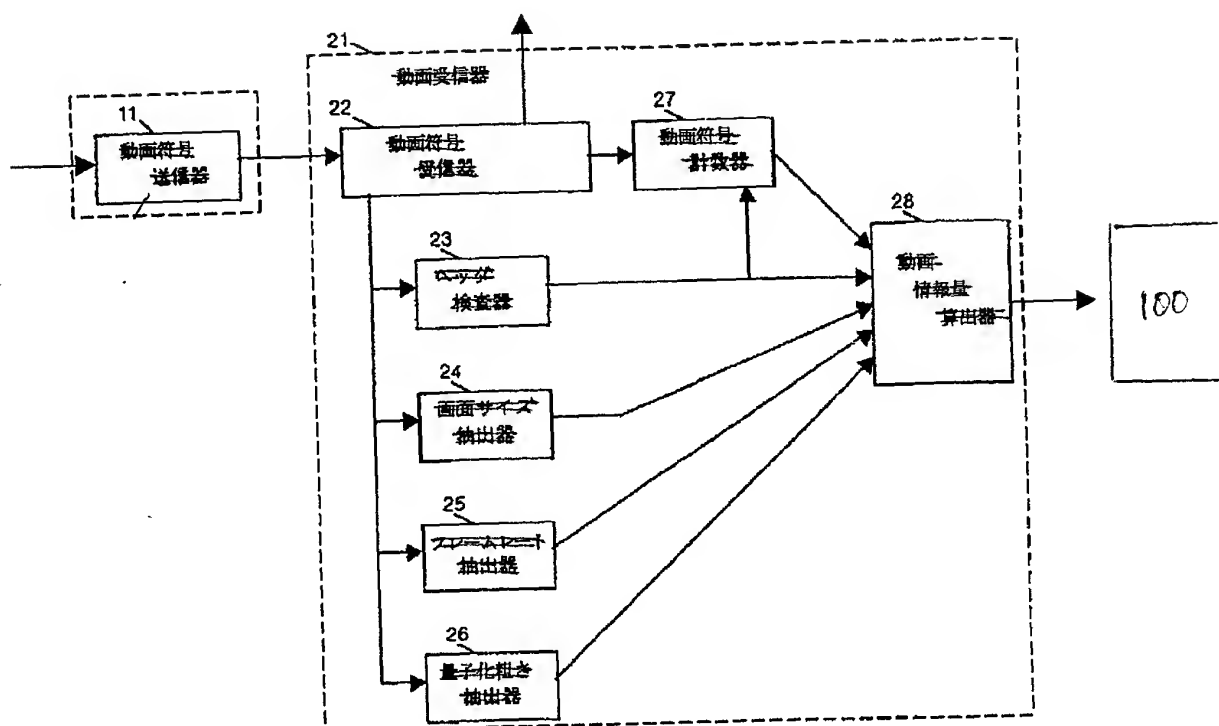 21
動画受信器
11
動画符号
送信器
22
動画符号
受信器
27
動画符号
計数器
23
ヘッダ
検査器
28
動画
情報量
算出器
100
24
画面サイズ
抽出器
25
フレームレート
抽出器
26
量子化粗さ
抽出器